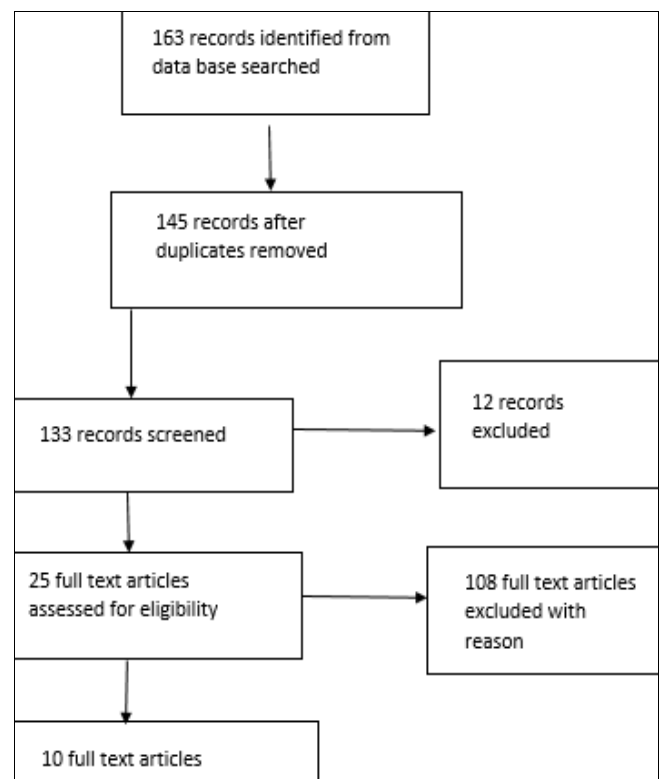 163 records identified from
data base searched
145 records after
duplicates removed
133 records screened
12 records
excluded
25 full text articles
assessed for eligibility
108 full text articles
excluded with
reason
10 full text articles